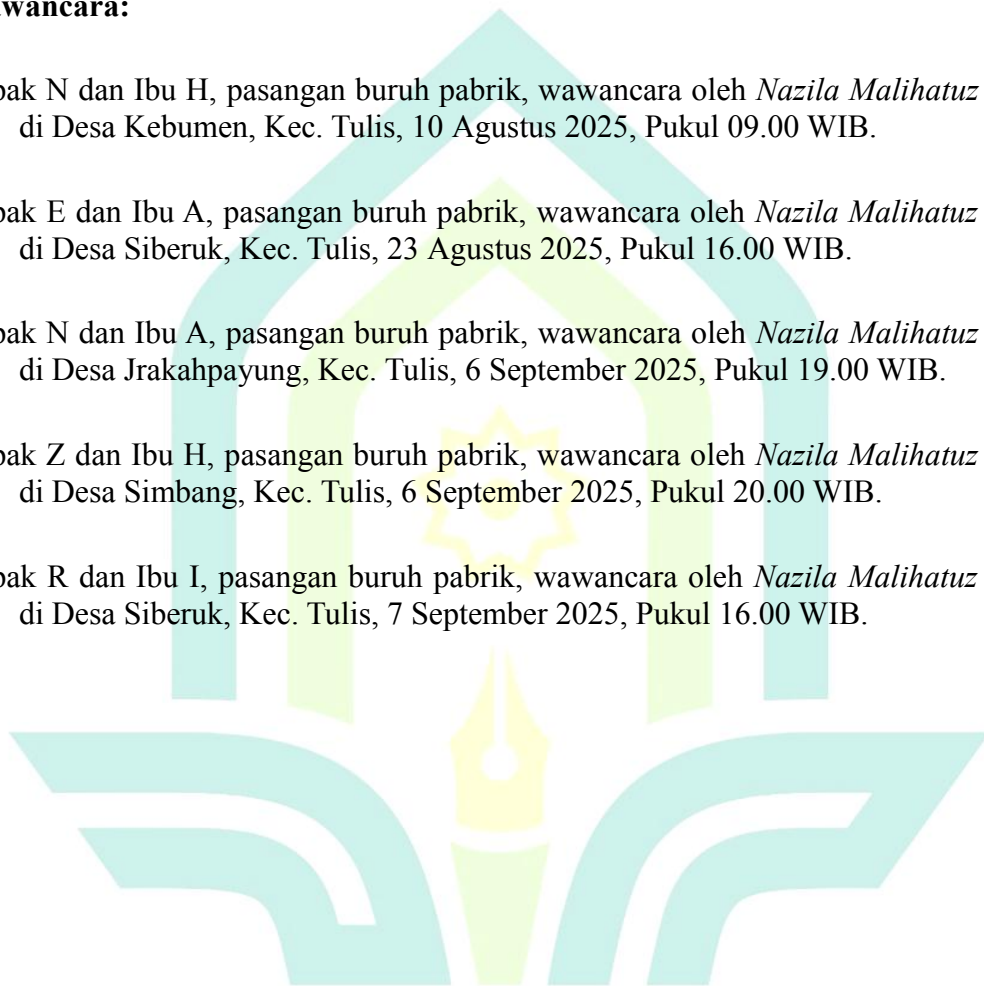 awancara:
pak N dan Ibu H, pasangan buruh pabrik, wawancara oleh Nazila Malihatuz
di Desa Kebumen, Kec. Tulis, 10 Agustus 2025, Pukul 09.00 WIB.
pak E dan Ibu A, pasangan buruh pabrik, wawancara oleh Nazila Malihatuz
di Desa Siberuk, Kec. Tulis, 23 Agustus 2025, Pukul 16.00 WIB.
pak N dan Ibu A, pasangan buruh pabrik, wawancara oleh Nazila Malihatuz
di Desa Jrakahpayung, Kec. Tulis, 6 September 2025, Pukul 19.00 WIB.
pak Z dan Ibu H, pasangan buruh pabrik, wawancara oleh Nazila Malihatuz
di Desa Simbang, Kec. Tulis, 6 September 2025, Pukul 20.00 WIB.
pak R dan Ibu I, pasangan buruh pabrik, wawancara oleh Nazila Malihatuz
di Desa Siberuk, Kec. Tulis, 7 September 2025, Pukul 16.00 WIB.